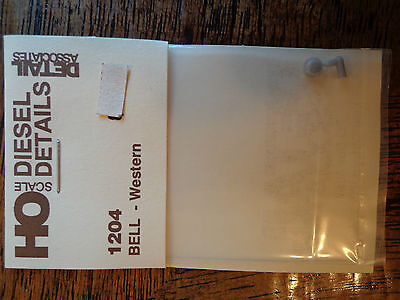 DETAIL
ASSOCIATES
HO
SCALE
DIESEL
DETAILS
1204
BELL - Western